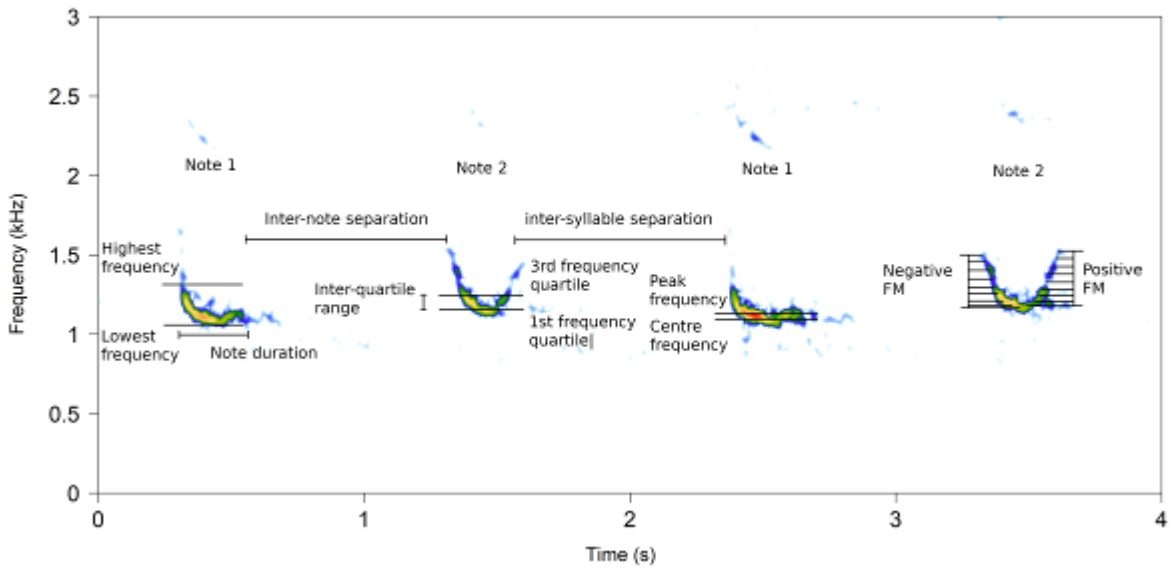 3
2.5
2
1.5
1
0.5
0
Frequency (kHz)
Note 1
Note 2
Note 1
Note 2
Inter-note separation
inter-syllable separation
Highest
frequency
Lowest
frequency
Note duration
Inter-quartile
range
3rd frequency
quartile
1st frequency
quartile|
Peak
frequency
Centre
frequency
Negative
FM
Positive
FM
0
1
2
3
4
Time (s)